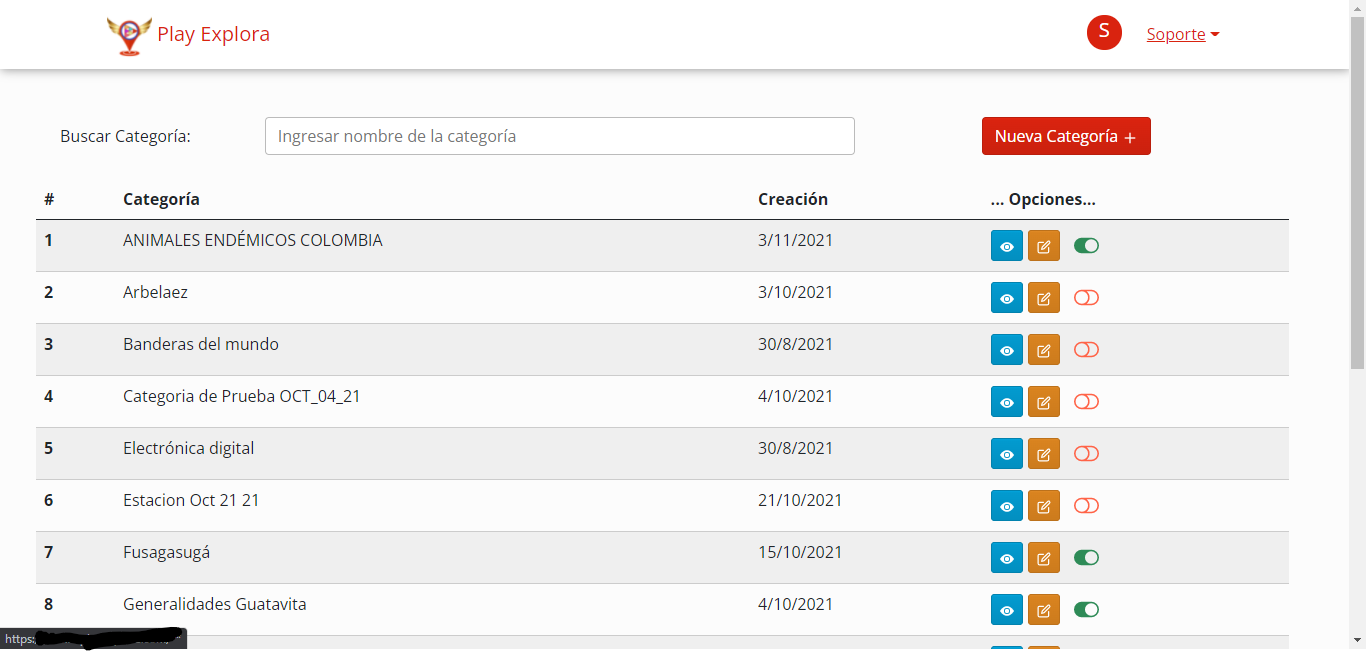 Play Explora
S
Soporte
Buscar Categoría:
Ingresar nombre de la categoría
Nueva Categoría +
# Categoría Creación ... Opciones...
1 ANIMALES ENDÉMICOS COLOMBIA 3/11/2021
2 Arbelaez 3/10/2021
3 Banderas del mundo 30/8/2021
4 Categoria de Prueba OCT_04_21 4/10/2021
5 Electrónica digital 30/8/2021
6 Estacion Oct 21 21 21/10/2021
7 Fusagasugá 15/10/2021
8 Generalidades Guatavita 4/10/2021
https: